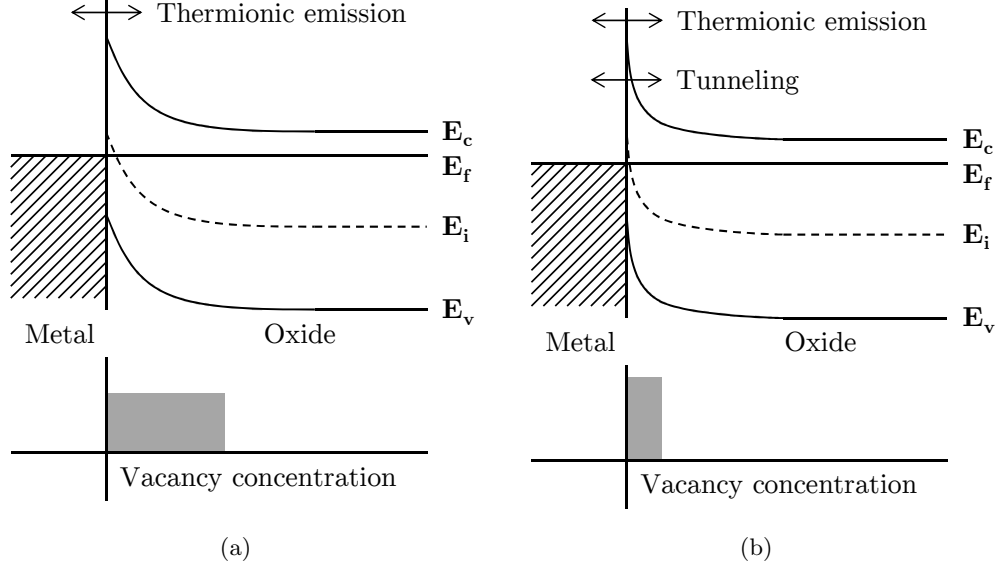 Thermionic emission
E_c
E_f
E_i
E_v
Metal
Oxide
Vacancy concentration
(a)
Thermionic emission
Tunneling
E_c
E_f
E_i
E_v
Metal
Oxide
Vacancy concentration
(b)